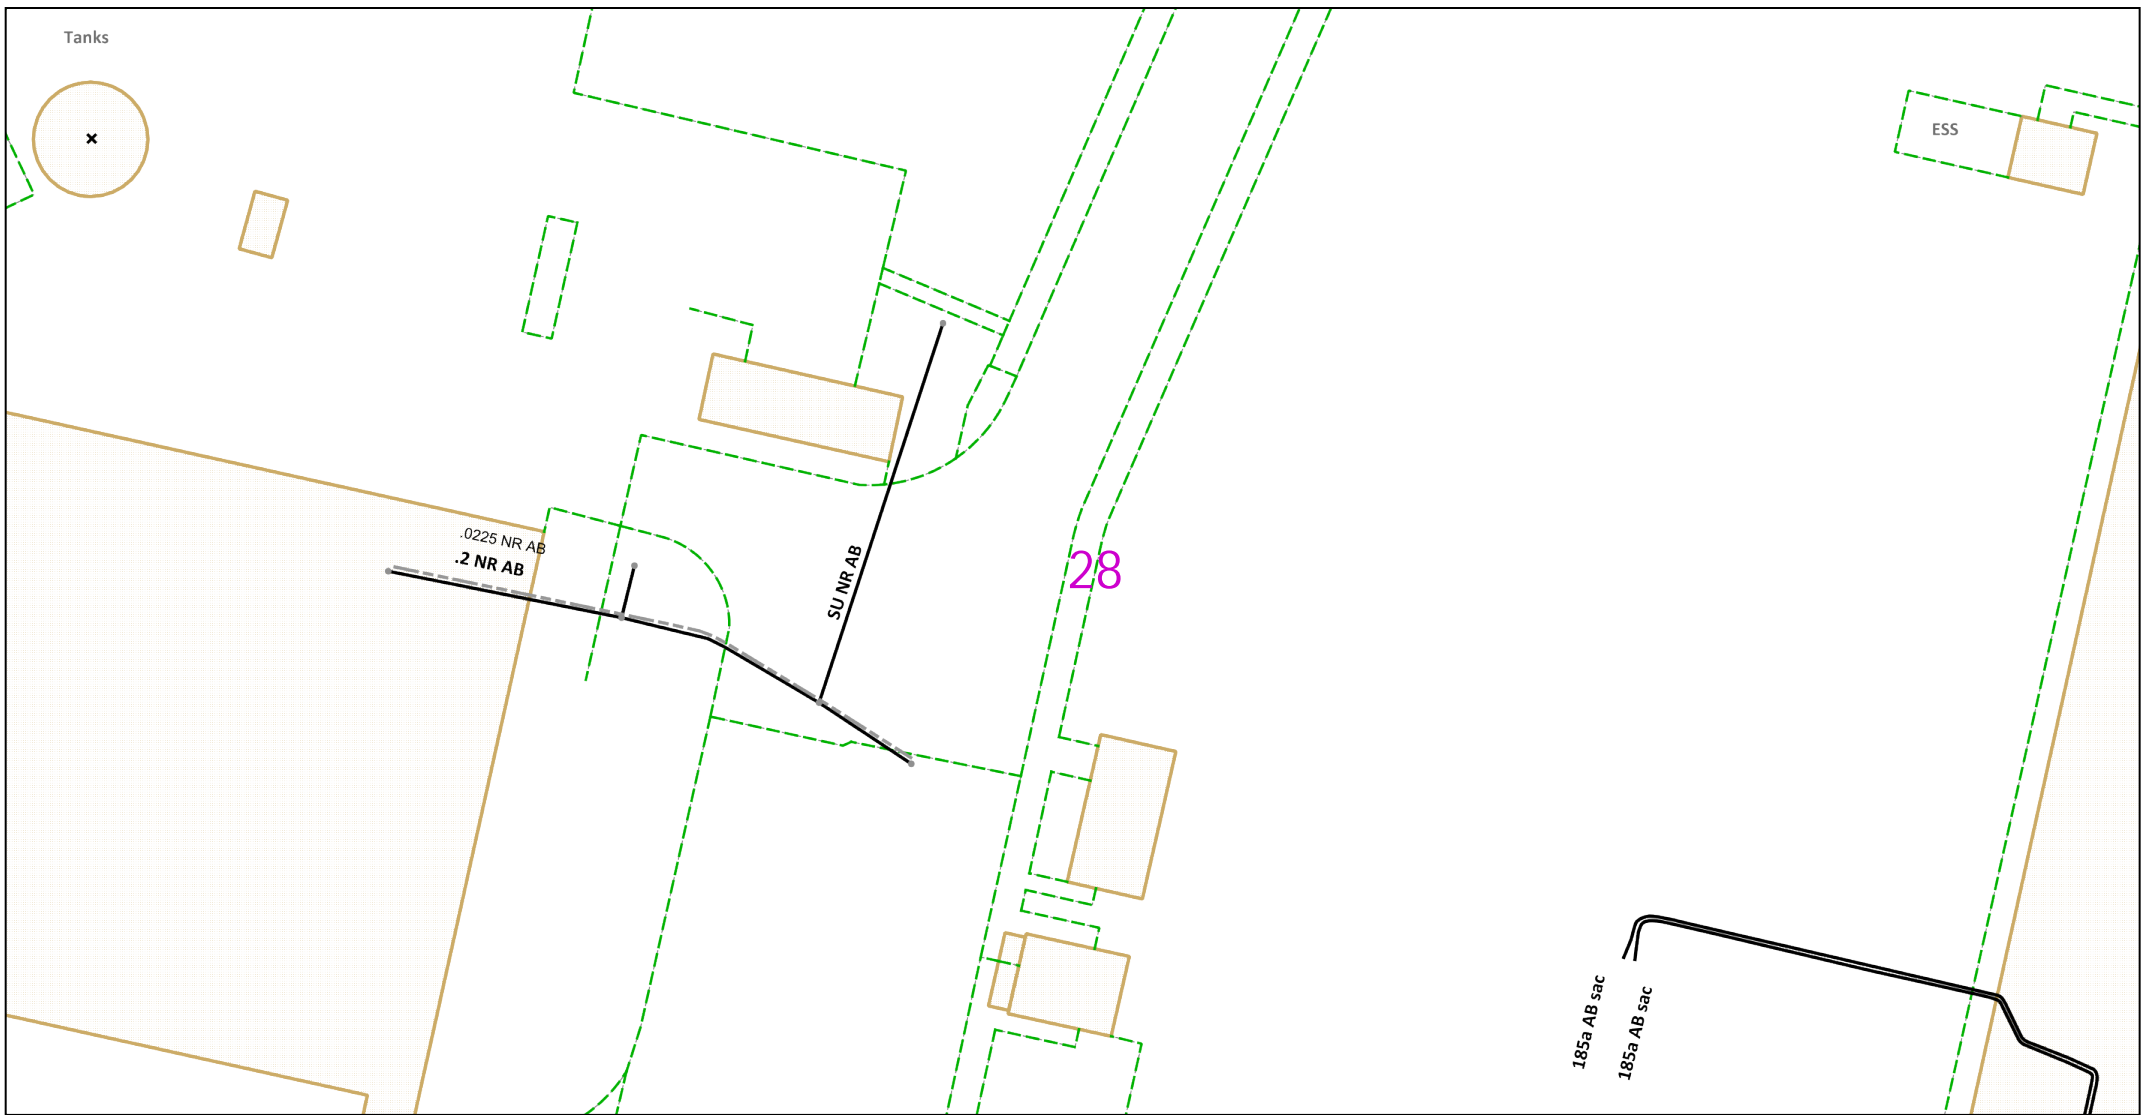 Tanks
ESS
.0225 NR AB
.2 NR AB
SU NR AB
28
185a AB sac
185a AB sac